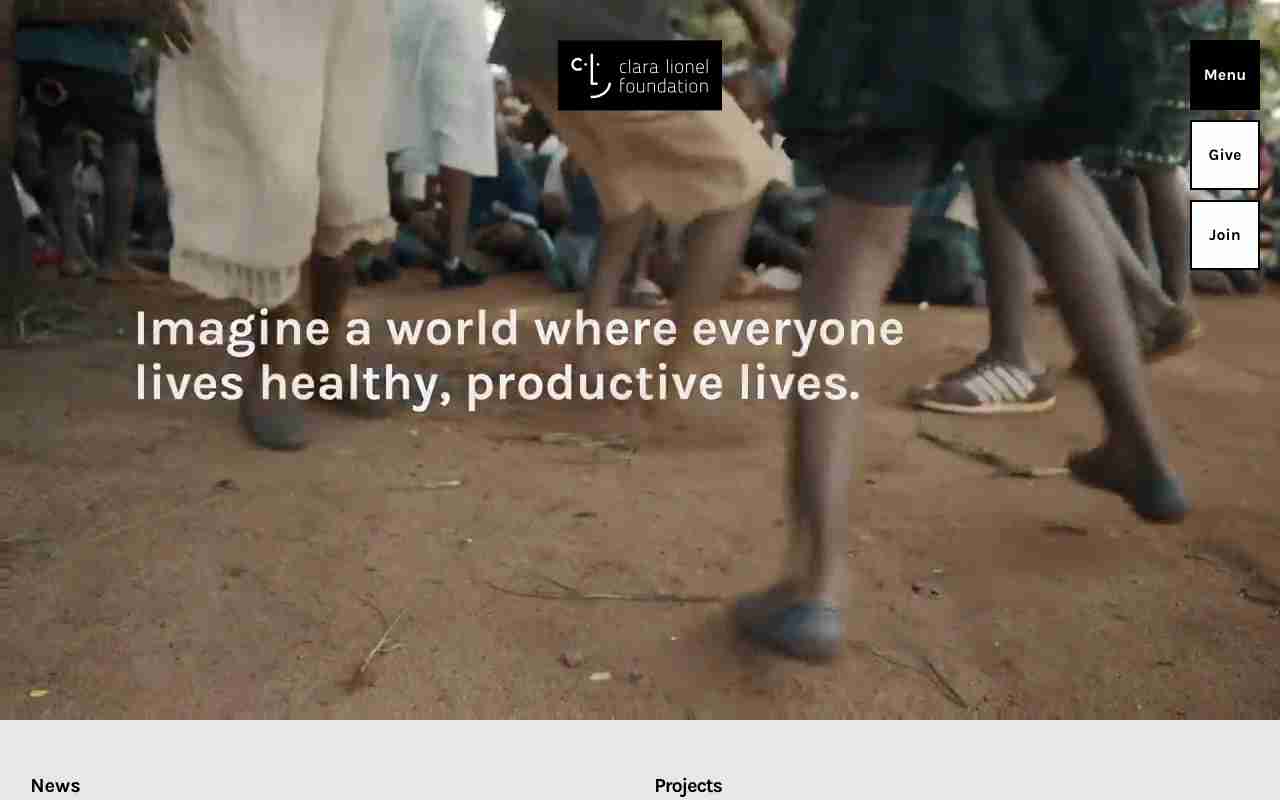 c.l.
clara lionel
foundation
Menu
Give
Join
Imagine a world where everyone
lives healthy, productive lives.
News
Projects